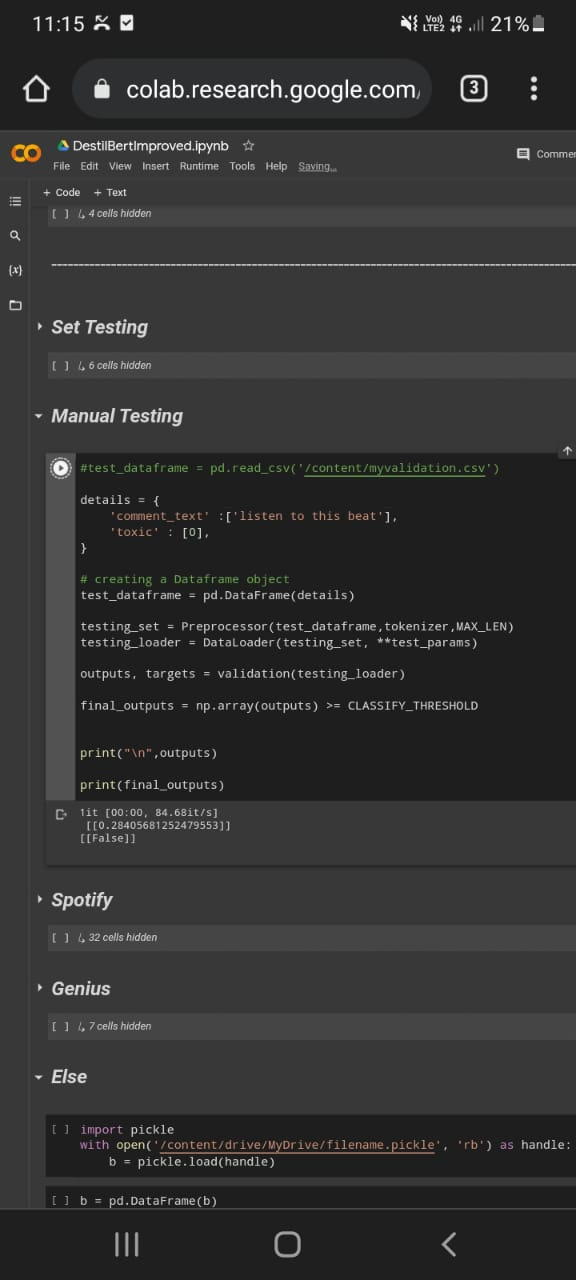 11:15
Vo) 4G 21%
LTE2
colab.research.google.com/
3
DestilBertImproved.ipynb
File Edit View Insert Runtime Tools Help Saving...
Commer
+ Code + Text
[ ] ↳ 4 cells hidden
{x}
Set Testing
[ ] ↳ 6 cells hidden
Manual Testing
#test_dataframe = pd.read_csv('/content/myvalidation.csv')
details = {
'comment_text' :['listen to this beat'],
'toxic' : [0],
}
# creating a Dataframe object
test_dataframe = pd.DataFrame(details)
testing_set = Preprocessor(test_dataframe,tokenizer,MAX_LEN)
testing_loader = DataLoader(testing_set, **test_params)
outputs, targets = validation(testing_loader)
final_outputs = np.array(outputs) >= CLASSIFY_THRESHOLD
print("\n",outputs)
print(final_outputs)
1it [00:00, 84.68it/s]
[[0.28405681252479553]]
[[False]]
Spotify
[ ] ↳ 32 cells hidden
Genius
[ ] ↳ 7 cells hidden
Else
[ ] import pickle
with open('/content/drive/MyDrive/filename.pickle', 'rb') as handle:
b = pickle.load(handle)
[ ] b = pd.DataFrame(b)